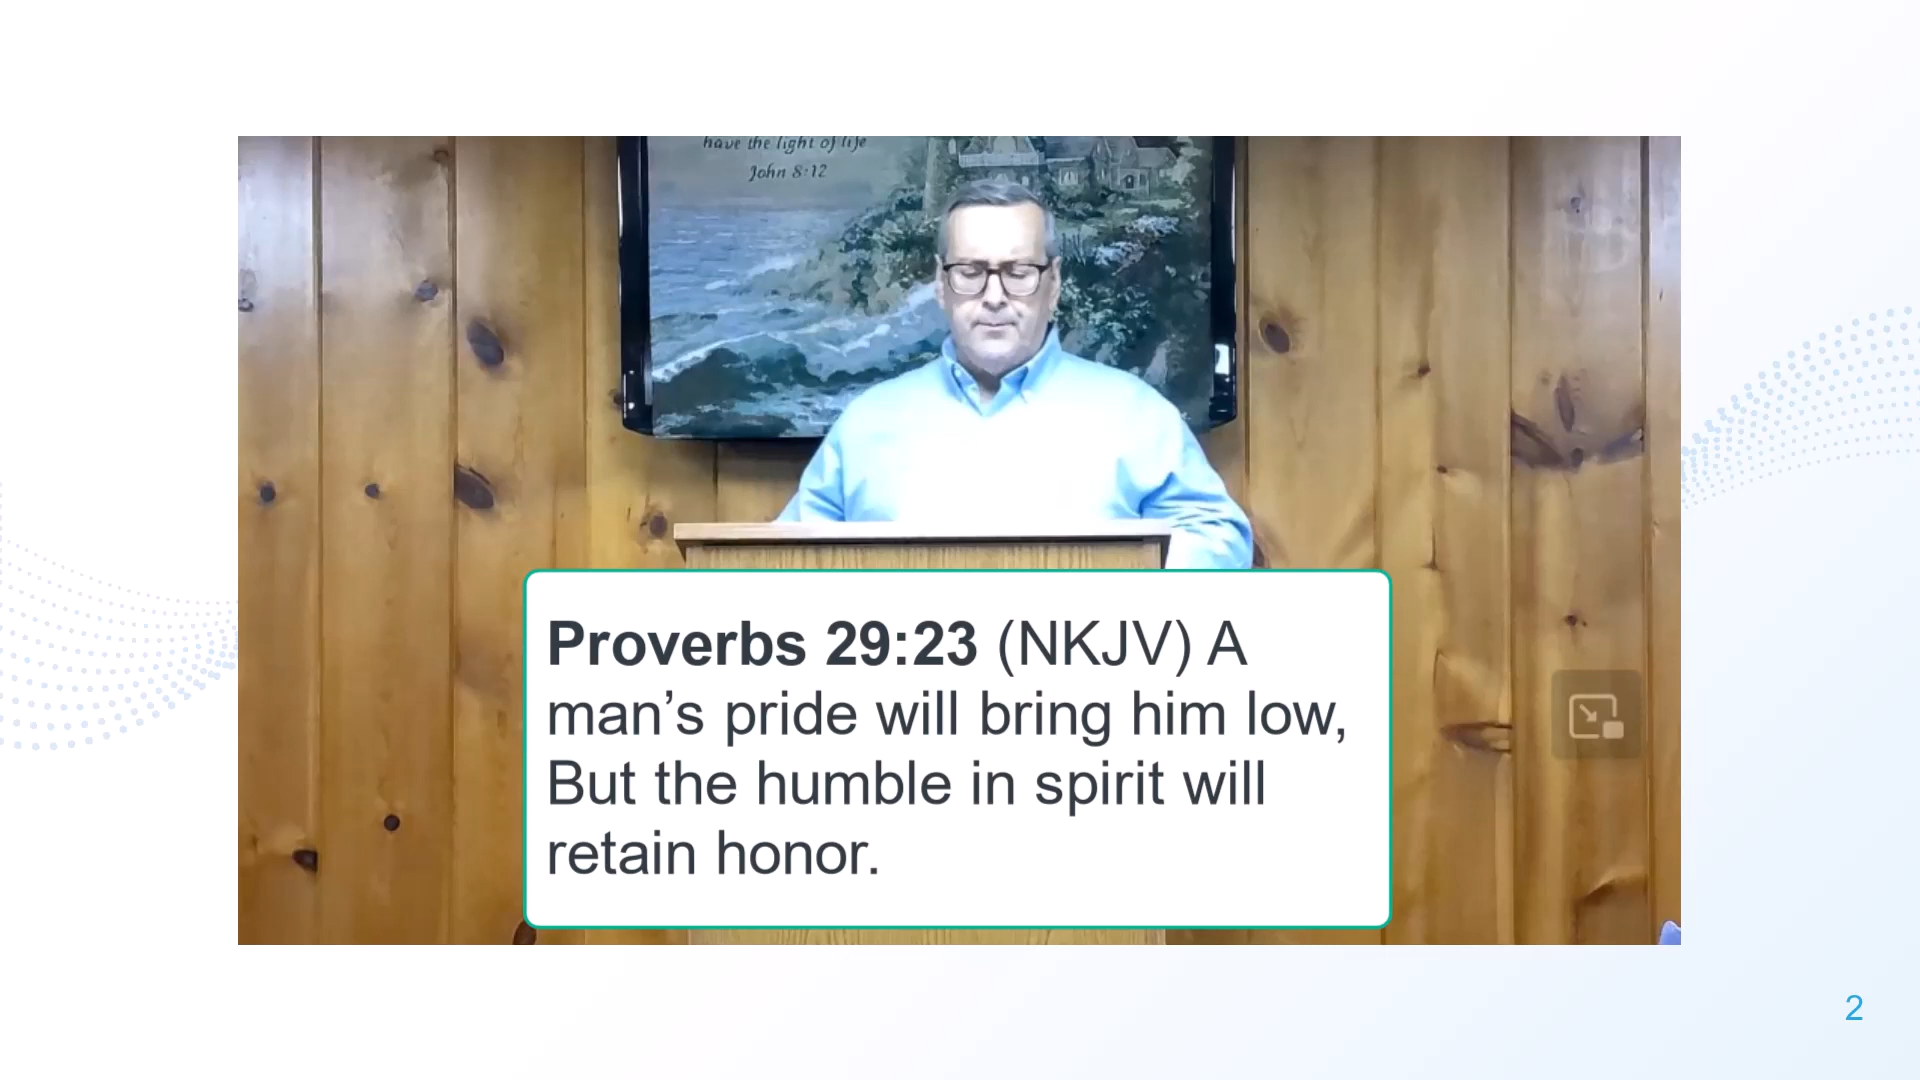 have the light of life
John 8:12
Proverbs 29:23 (NKJV) A
man’s pride will bring him low,
But the humble in spirit will
retain honor.
2